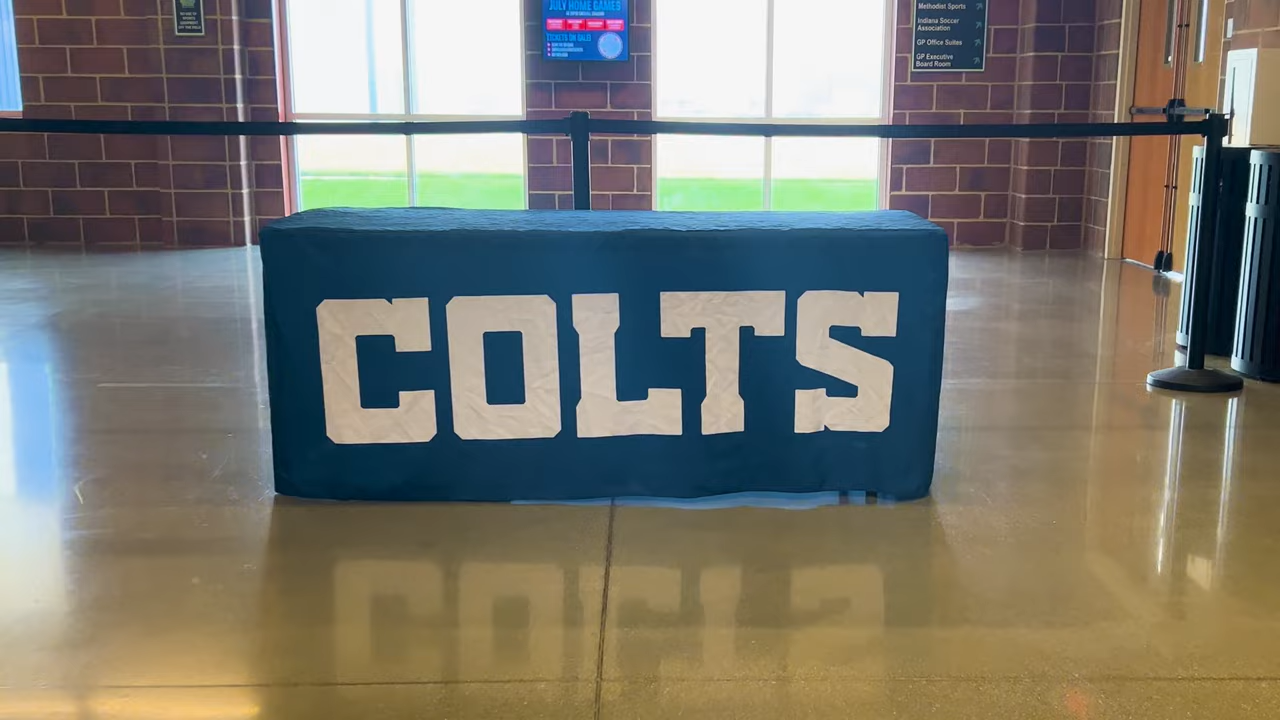 JULY HOME GAMES
TICKETS ON SALE!
Methodist Sports
Indiana Soccer
Association
GP Office Suites
GP Executive
Board Room
COLTS